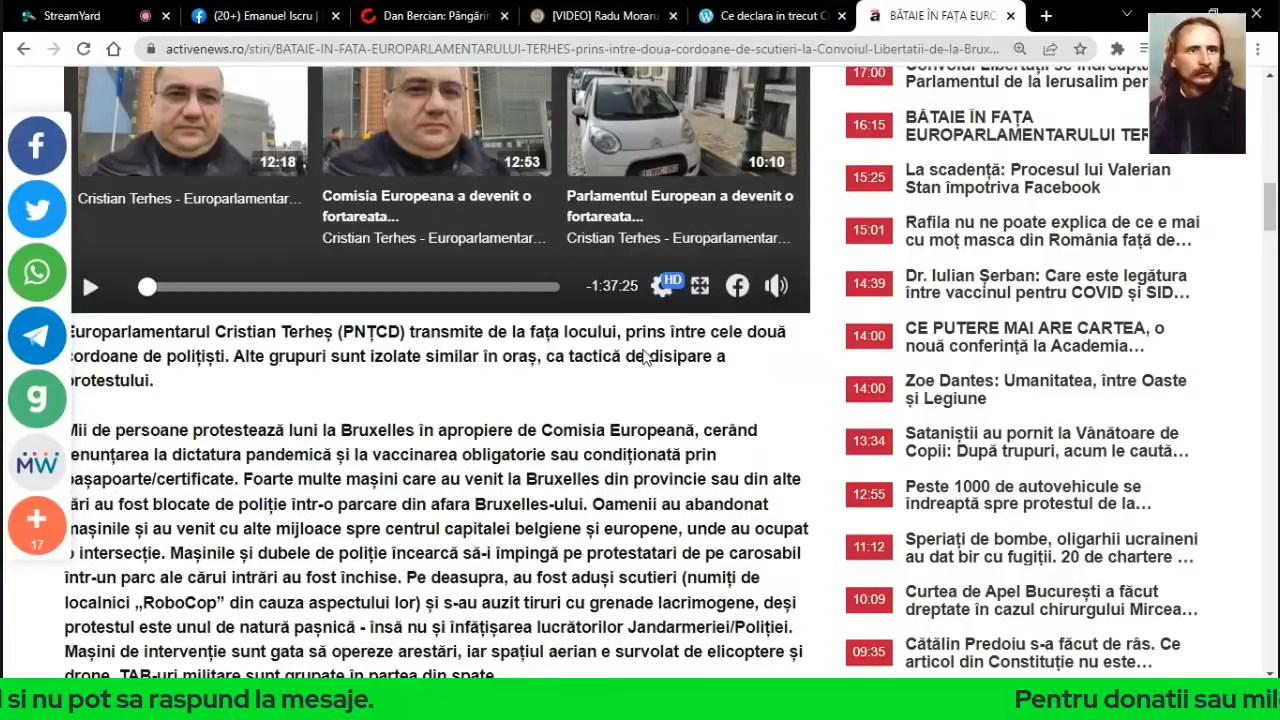 StreamYard
(20+) Emanuel Iscru |
Dan Bercian: Pângărir
[VIDEO] Radu Moraru
Ce declara in trecut C
BĂTAIE ÎN FAȚA EURO
activenews.ro/stiri/BATAIE-IN-FATA-EUROPARLAMENTARULUI-TERHES-prins-intre-doua-cordoane-de-scutieri-la-Convoiul-Libertatii-de-la-Brux...
12:18
12:53
10:10
Cristian Terhes - Europarlamentar...
Comisia Europeana a devenit o
fortareata...
Cristian Terhes - Europarlamentar...
Parlamentul European a devenit o
fortareata...
Cristian Terhes - Europarlamentar...
-1:37:25
HD
Europarlamentarul Cristian Terheș (PNȚCD) transmite de la fața locului, prins între cele două
cordoane de polițiști. Alte grupuri sunt izolate similar în oraș, ca tactică de disipare a
protestului.
Mii de persoane protestează luni la Bruxelles în apropiere de Comisia Europeană, cerând
renunțarea la dictatura pandemică și la vaccinarea obligatorie sau condiționată prin
pașapoarte/certificate. Foarte multe mașini care au venit la Bruxelles din provincie sau din alte
țări au fost blocate de poliție într-o parcare din afara Bruxelles-ului. Oamenii au abandonat
mașinile și au venit cu alte mijloace spre centrul capitalei belgiene și europene, unde au ocupat
o intersecție. Mașinile și dubele de poliție încearcă să-i împingă pe protestatari de pe carosabil
într-un parc ale cărui intrări au fost închise. Pe deasupra, au fost aduși scutieri (numiți de
localnici „RoboCop” din cauza aspectului lor) și s-au auzit tiruri cu grenade lacrimogene, deși
protestul este unul de natură pașnică - însă nu și înfățișarea lucrătorilor Jandarmeriei/Poliției.
Mașini de intervenție sunt gata să opereze arestări, iar spațiul aerian e survolat de elicoptere și
drone. TAB-uri militare sunt grupate în partea din spate.
MW
17
17:00 Convoiul Libertății se îndreaptă
Parlamentul de la Ierusalim pen
16:15 BĂTAIE ÎN FAȚA
EUROPARLAMENTARULUI TER
15:25 La scadență: Procesul lui Valerian
Stan împotriva Facebook
15:01 Rafila nu ne poate explica de ce e mai
cu moț masca din România față de...
14:39 Dr. Iulian Șerban: Care este legătura
între vaccinul pentru COVID și SID...
14:00 CE PUTERE MAI ARE CARTEA, o
nouă conferință la Academia...
14:00 Zoe Dantes: Umanitatea, între Oaste
și Legiune
13:34 Sataniștii au pornit la Vânătoare de
Copii: După trupuri, acum le caută...
12:55 Peste 1000 de autovehicule se
îndreaptă spre protestul de la...
11:12 Speriați de bombe, oligarhii ucraineni
au dat bir cu fugiții. 20 de chartere ...
10:09 Curtea de Apel București a făcut
dreptate în cazul chirurgului Mircea...
09:35 Cătălin Predoiu s-a făcut de râs. Ce
articol din Constituție nu este...
si nu pot sa raspund la mesaje.
Pentru donatii sau mil